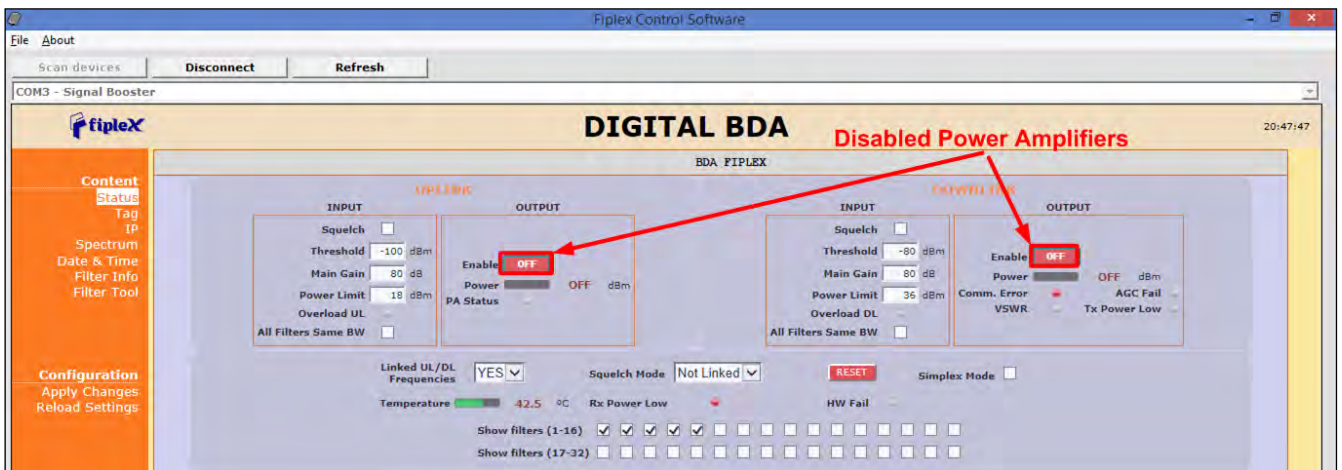 Fiplex Control Software
File About
Scan devices Disconnect Refresh
COM3 - Signal Booster
fipleX
DIGITAL BDA
20:47:47
Disabled Power Amplifiers
BDA FIPLEX
Content
Status
Tag
IP
Spectrum
Date & Time
Filter Info
Filter Tool
Configuration
Apply Changes
Reload Settings
UPLINK
INPUT
Squelch
Threshold -100 dBm
Main Gain 80 dB
Power Limit 18 dBm
Overload UL
All Filters Same BW
OUTPUT
Enable OFF
Power OFF dBm
PA Status
DOWNLINK
INPUT
Squelch
Threshold -80 dBm
Main Gain 80 dB
Power Limit 36 dBm
Overload DL
All Filters Same BW
OUTPUT
Enable OFF
Power OFF dBm
Comm. Error AGC Fail
VSWR Tx Power Low
Linked UL/DL Frequencies YES
Squelch Mode Not Linked
RESET
Simplex Mode
Temperature 42.5 ºC
Rx Power Low
HW Fail
Show filters (1-16)
Show filters (17-32)